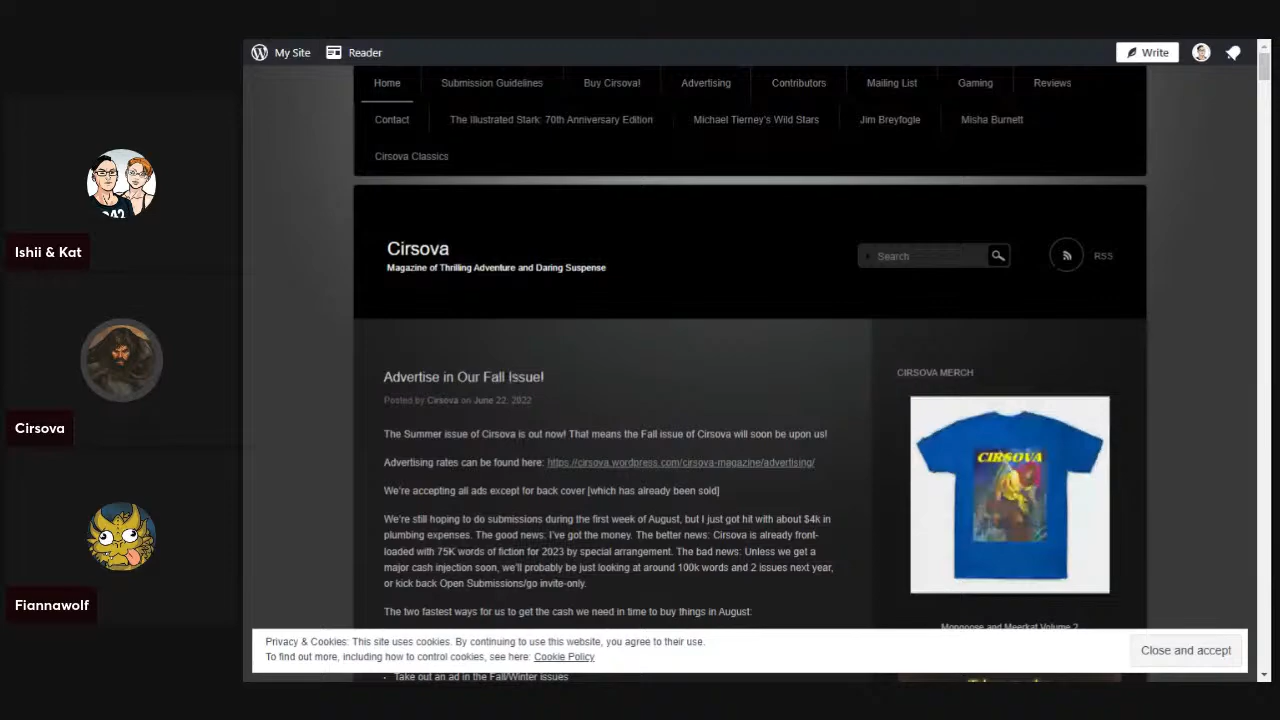 My Site
Reader
Write
Home
Submission Guidelines
Buy Cirsova!
Advertising
Contributors
Mailing List
Gaming
Reviews
Contact
The Illustrated Stark: 70th Anniversary Edition
Michael Tierney's Wild Stars
Jim Breyfogle
Misha Burnett
Cirsova Classics
Ishii & Kat
Cirsova
Magazine of Thrilling Adventure and Daring Suspense
Search
RSS
Cirsova
Fiannawolf
Advertise in Our Fall Issue!
Posted by Cirsova on June 22, 2022
The Summer issue of Cirsova is out now! That means the Fall issue of Cirsova will soon be upon us!
Advertising rates can be found here: https://cirsova.wordpress.com/cirsova-magazine/advertising/
We're accepting all ads except for back cover [which has already been sold]
We're still hoping to do submissions during the first week of August, but I just got hit with about $4k in
plumbing expenses. The good news: I've got the money. The better news: Cirsova is already front-
loaded with 75K words of fiction for 2023 by special arrangement. The bad news: Unless we get a
major cash injection soon, we'll probably be just looking at around 100k words and 2 issues next year,
or kick back Open Submissions/go invite-only.
The two fastest ways for us to get the cash we need in time to buy things in August:
Take out an ad in the Fall/Winter issues
CIRSOVA MERCH
CIRSOVA
Mongoose and Meerkat Volume 2
Privacy & Cookies: This site uses cookies. By continuing to use this website, you agree to their use.
To find out more, including how to control cookies, see here: Cookie Policy
Close and accept